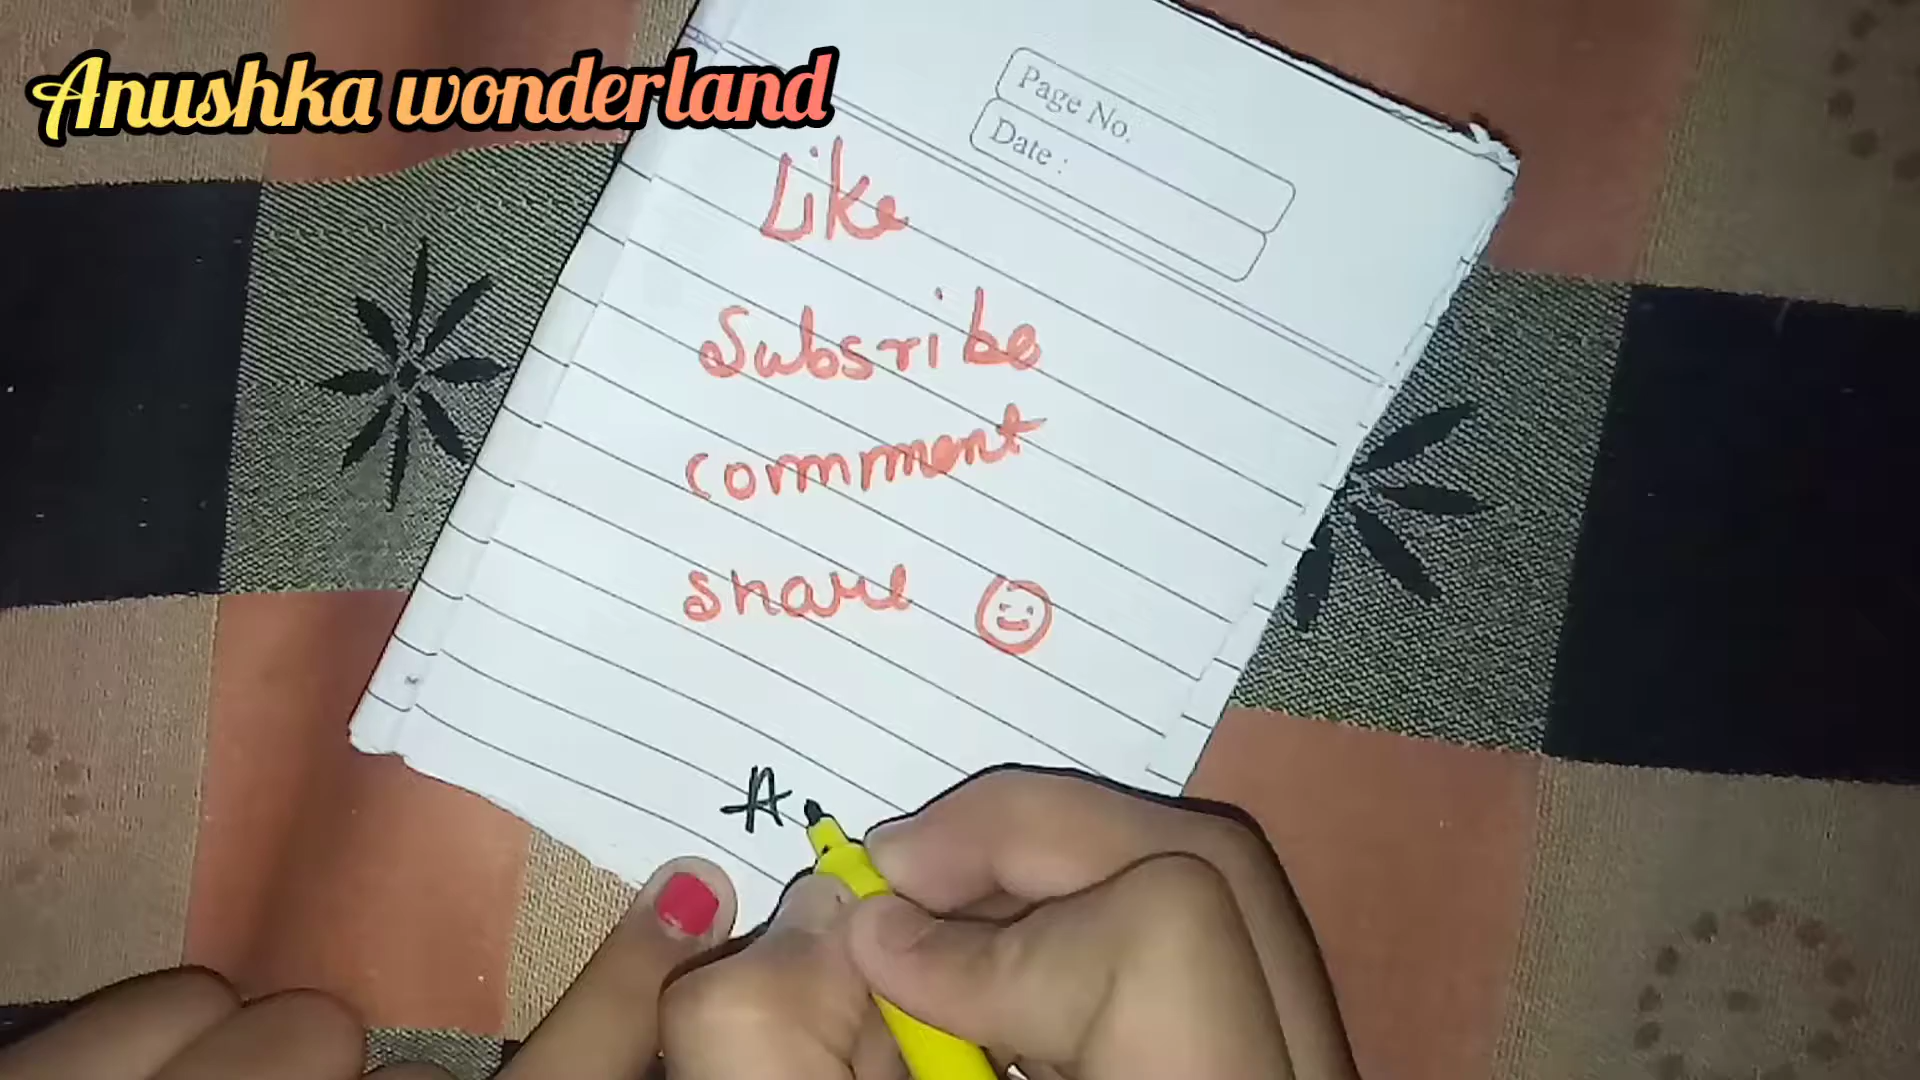 Anushka wonderland
Page No.
Date :
Like
Subsribe
comment
share
A